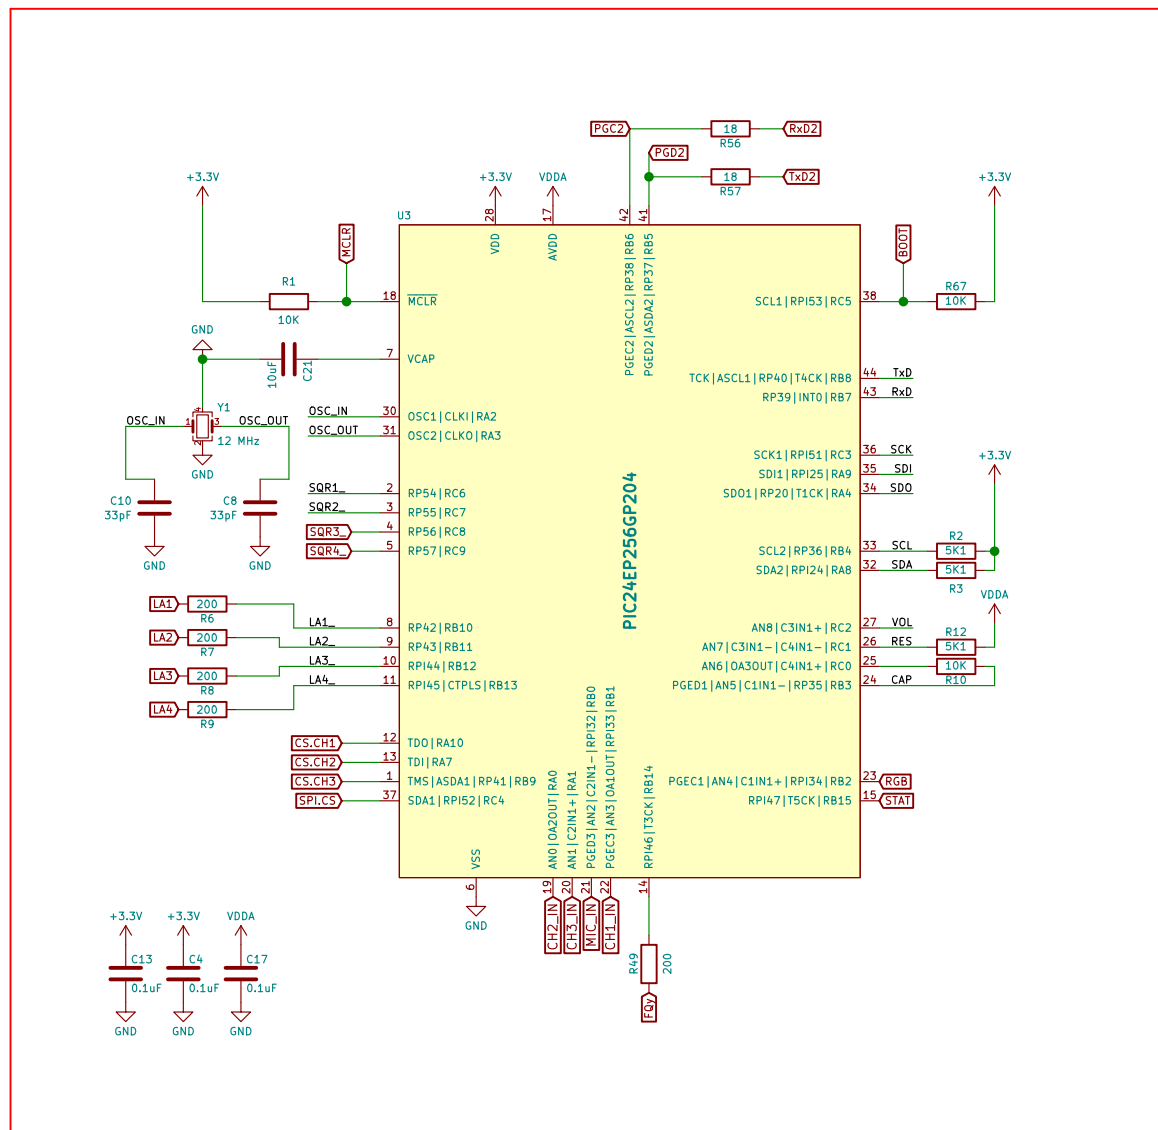 PGC2
18
RxD2
R56
PGD2
18
TxD2
R57
+3.3V
+3.3V
VDDA
+3.3V
U3
28
17
42
41
VDD
AVDD
PGEC2|ASCL2|RP38|RB6
PGED2|ASDA2|RP37|RB5
MCLR
BOOT
R1
10K
18
MCLR
SCL1|RPI53|RC5
38
R67
10K
GND
10uF
C21
7
VCAP
TCK|ASCL1|RP40|T4CK|RB8
44
TxD
RP39|INT0|RB7
43
RxD
Y1
4
1
3
2
12 MHz
OSC_IN
OSC_OUT
GND
OSC_IN
30
OSC1|CLKI|RA2
OSC_OUT
31
OSC2|CLKO|RA3
SCK1|RPI51|RC3
36
SCK
SDI1|RPI25|RA9
35
SDI
SDO1|RP20|T1CK|RA4
34
SDO
+3.3V
C10
33pF
GND
C8
33pF
GND
SQR1_
2
RP54|RC6
SQR2_
3
RP55|RC7
SQR3_
4
RP56|RC8
SQR4_
5
RP57|RC9
PIC24EP256GP204
SCL2|RP36|RB4
33
SCL
R2
5K1
SDA2|RPI24|RA8
32
SDA
5K1
R3
VDDA
LA1
200
R6
LA1_
8
RP42|RB10
LA2
200
R7
LA2_
9
RP43|RB11
LA3
200
R8
LA3_
10
RPI44|RB12
LA4
200
R9
LA4_
11
RPI45|CTPLS|RB13
AN8|C3IN1+|RC2
27
VOL
AN7|C3IN1-|C4IN1-|RC1
26
RES
R12
5K1
AN6|OA3OUT|C4IN1+|RC0
25
10K
R10
PGED1|AN5|C1IN1-|RP35|RB3
24
CAP
CS.CH1
12
TDO|RA10
CS.CH2
13
TDI|RA7
CS.CH3
1
TMS|ASDA1|RP41|RB9
SPI.CS
37
SDA1|RPI52|RC4
PGEC1|AN4|C1IN1+|RPI34|RB2
23
RGB
RPI47|T5CK|RB15
15
STAT
VSS
AN0|OA2OUT|RA0
AN1|C2IN1+|RA1
PGED3|AN2|C2IN1-|RPI32|RB0
PGEC3|AN3|OA1OUT|RPI33|RB1
RPI46|T3CK|RB14
6
19
20
21
22
14
GND
CH2_IN
CH3_IN
MIC_IN
CH1_IN
R49
200
FQy
+3.3V
C13
0.1uF
GND
+3.3V
C4
0.1uF
GND
VDDA
C17
0.1uF
GND